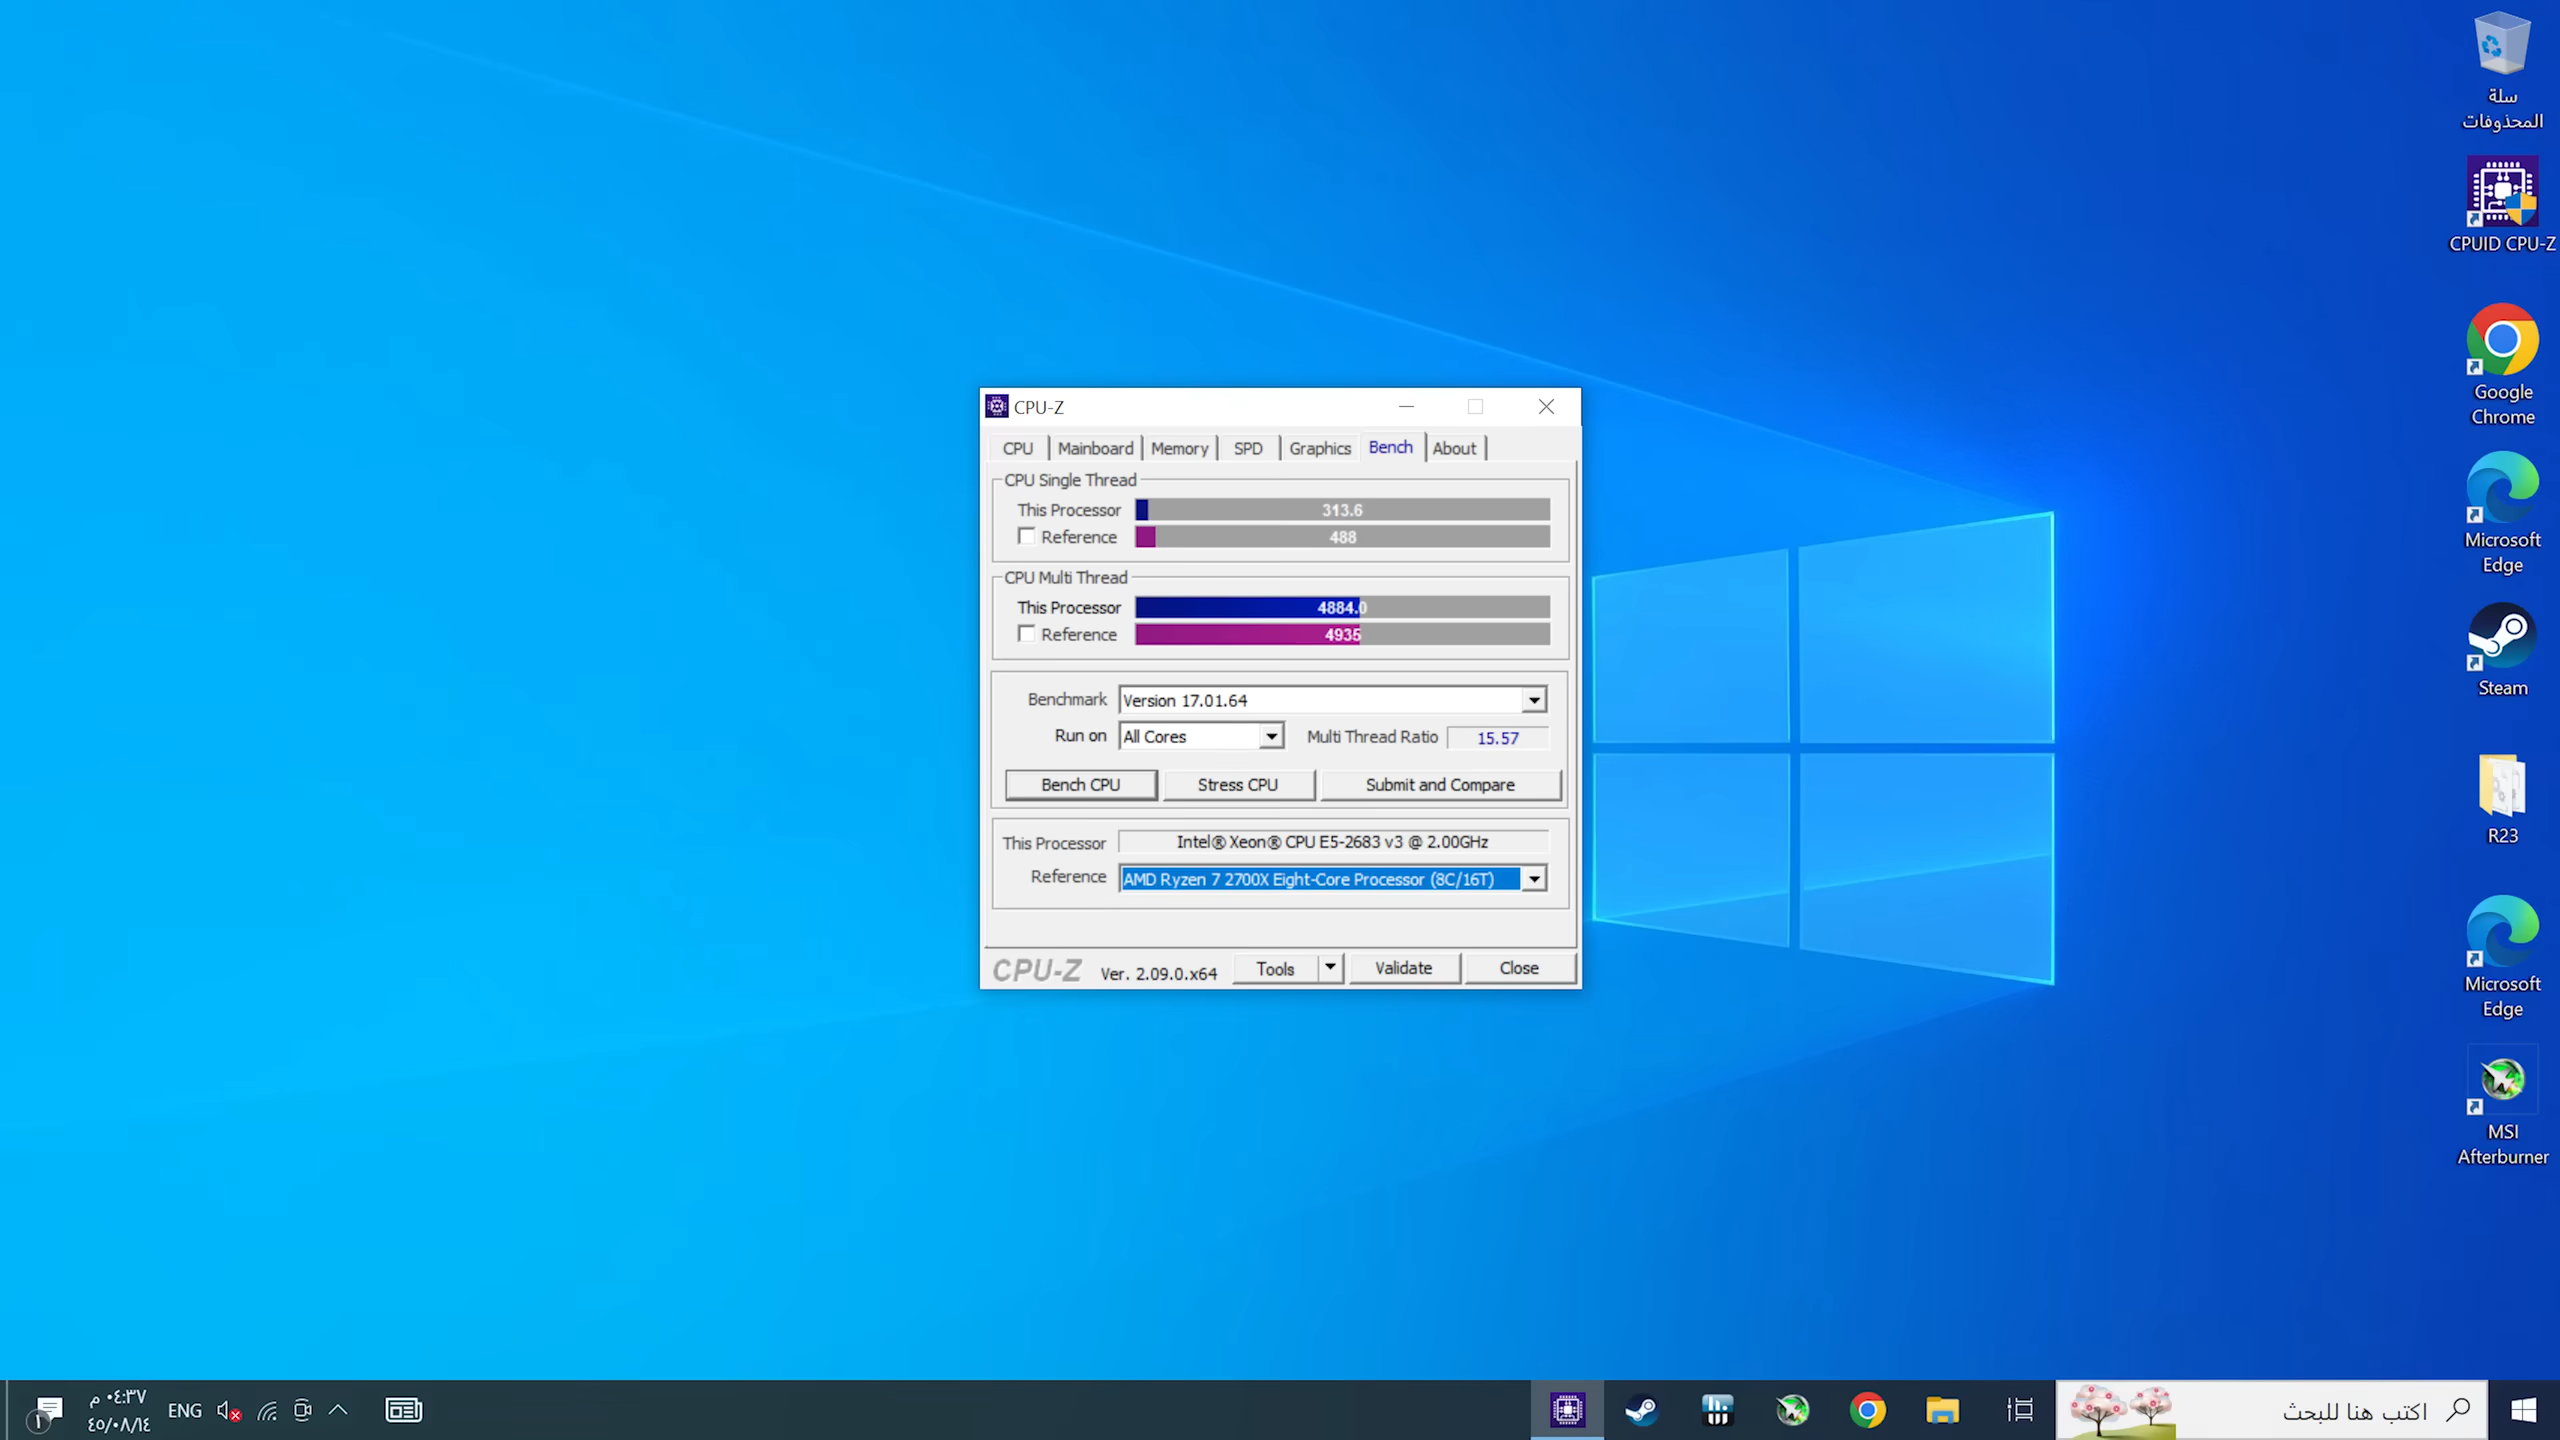 سلة
المحذوفات
CPUID CPU-Z
Google
Chrome
Microsoft
Edge
Steam
R23
Microsoft
Edge
MSI
Afterburner
CPU-Z
CPU Mainboard Memory SPD Graphics Bench About
CPU Single Thread
This Processor 313.6
Reference 488
CPU Multi Thread
This Processor 4884.0
Reference 4935
Benchmark Version 17.01.64
Run on All Cores Multi Thread Ratio 15.57
Bench CPU Stress CPU Submit and Compare
This Processor Intel® Xeon® CPU E5-2683 v3 @ 2.00GHz
Reference AMD Ryzen 7 2700X Eight-Core Processor (8C/16T)
CPU-Z Ver. 2.09.0.x64 Tools Validate Close
اكتب هنا للبحث
ENG
٠٤:٣٧ م
٤٥/٠٨/١٤
١